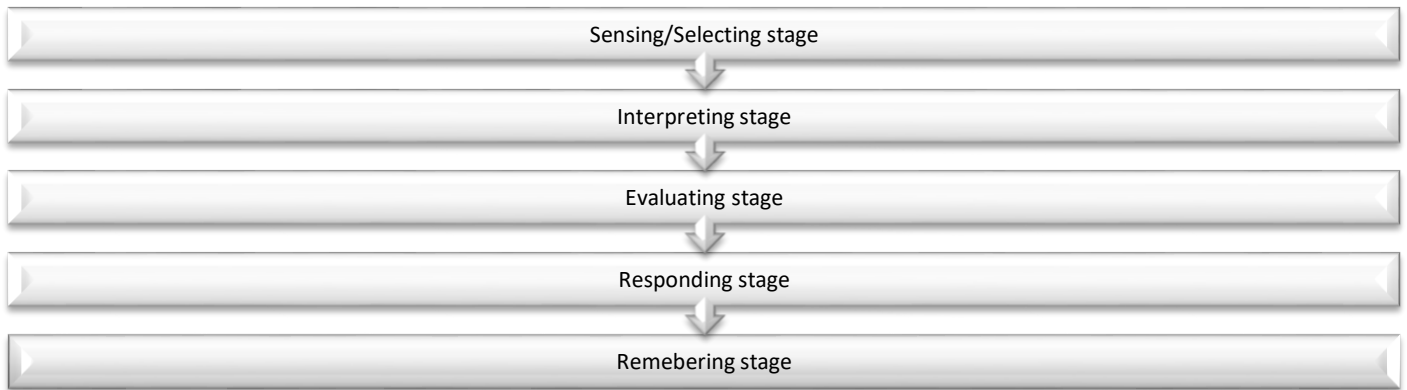 Sensing/Selecting stage
Interpreting stage
Evaluating stage
Responding stage
Remebering stage